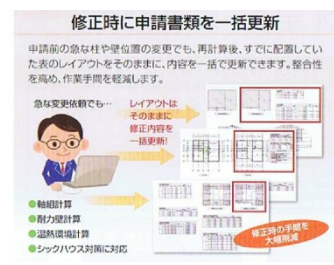 修正時に申請書類を一括更新
申請前の急な柱や壁位置の変更でも、再計算後、すでに配置してい
た表のレイアウトをそのままに、内容を一括で更新できます。整合性
を高め、作業手間を軽減します。
急な変更依頼でも…
レイアウトは
そのままに
修正内容を
一括更新!
●軸組計算
●耐力壁計算
●温熱環境計算
●シックハウス対策に対応
修正時の手間を
大幅削減